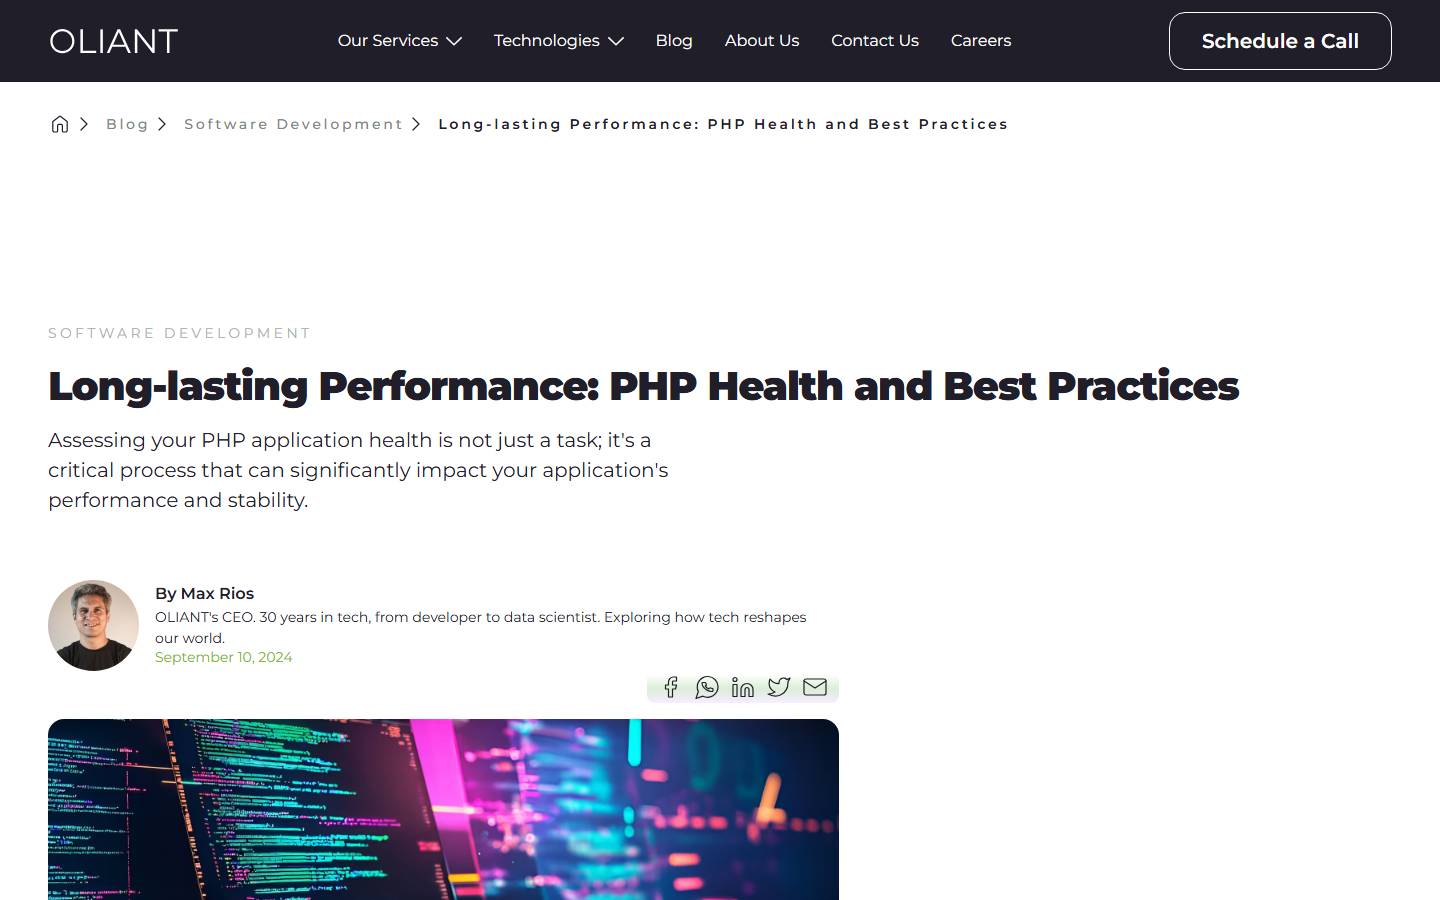 OLIANT
Our Services
Technologies
Blog
About Us
Contact Us
Careers
Schedule a Call
Blog
Software Development
Long-lasting Performance: PHP Health and Best Practices
SOFTWARE DEVELOPMENT
Long-lasting Performance: PHP Health and Best Practices
Assessing your PHP application health is not just a task; it's a
critical process that can significantly impact your application's
performance and stability.
By Max Rios
OLIANT's CEO. 30 years in tech, from developer to data scientist. Exploring how tech reshapes
our world.
September 10, 2024